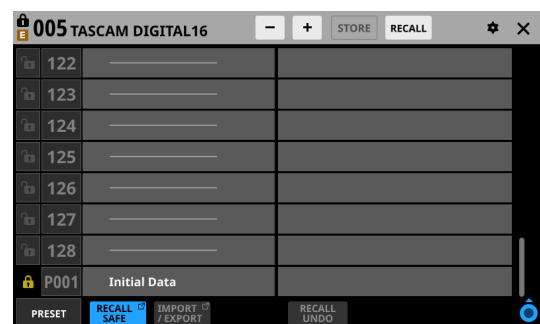 E 005 TASCAM DIGITAL16 − + STORE RECALL ×
122
123
124
125
126
127
128
P001 Initial Data
PRESET RECALL SAFE IMPORT / EXPORT RECALL UNDO